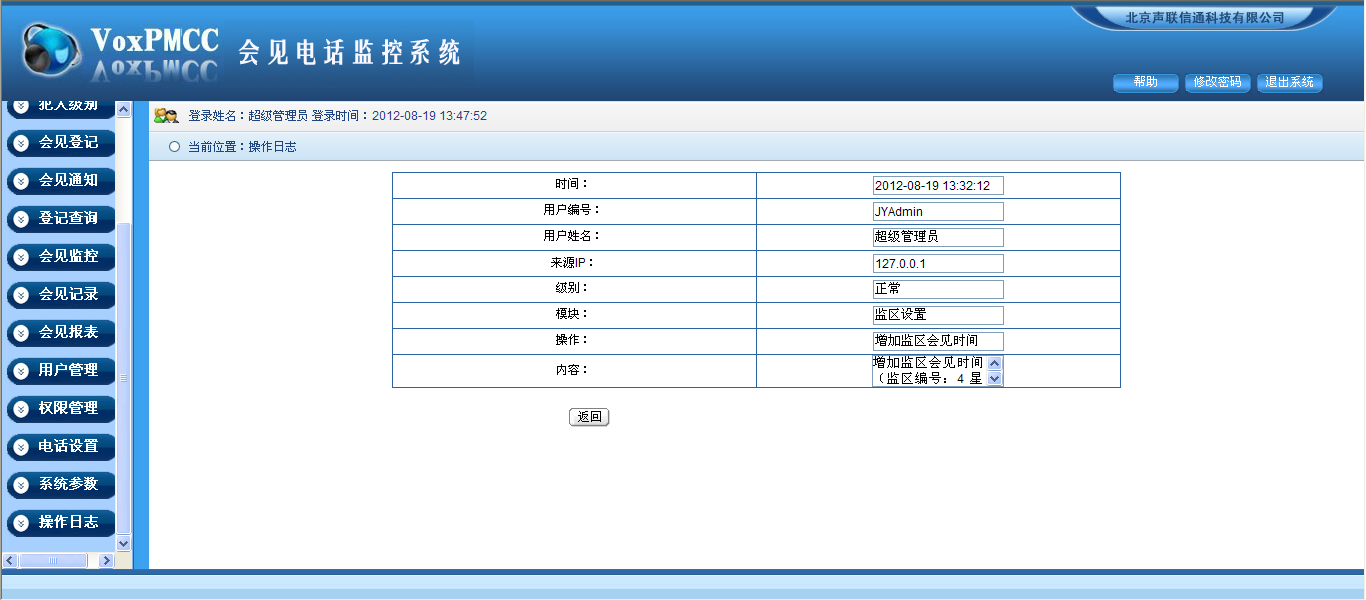 北京声联信通科技有限公司
VoxPMCC 会见电话监控系统
帮助 修改密码 退出系统
犯人级别
会见登记
会见通知
登记查询
会见监控
会见记录
会见报表
用户管理
权限管理
电话设置
系统参数
操作日志
登录姓名：超级管理员 登录时间：2012-08-19 13:47:52
当前位置：操作日志
时间： 2012-08-19 13:32:12
用户编号： JYAdmin
用户姓名： 超级管理员
来源IP： 127.0.0.1
级别： 正常
模块： 监区设置
操作： 增加监区会见时间
内容： 增加监区会见时间
（监区编号：4 星
返回